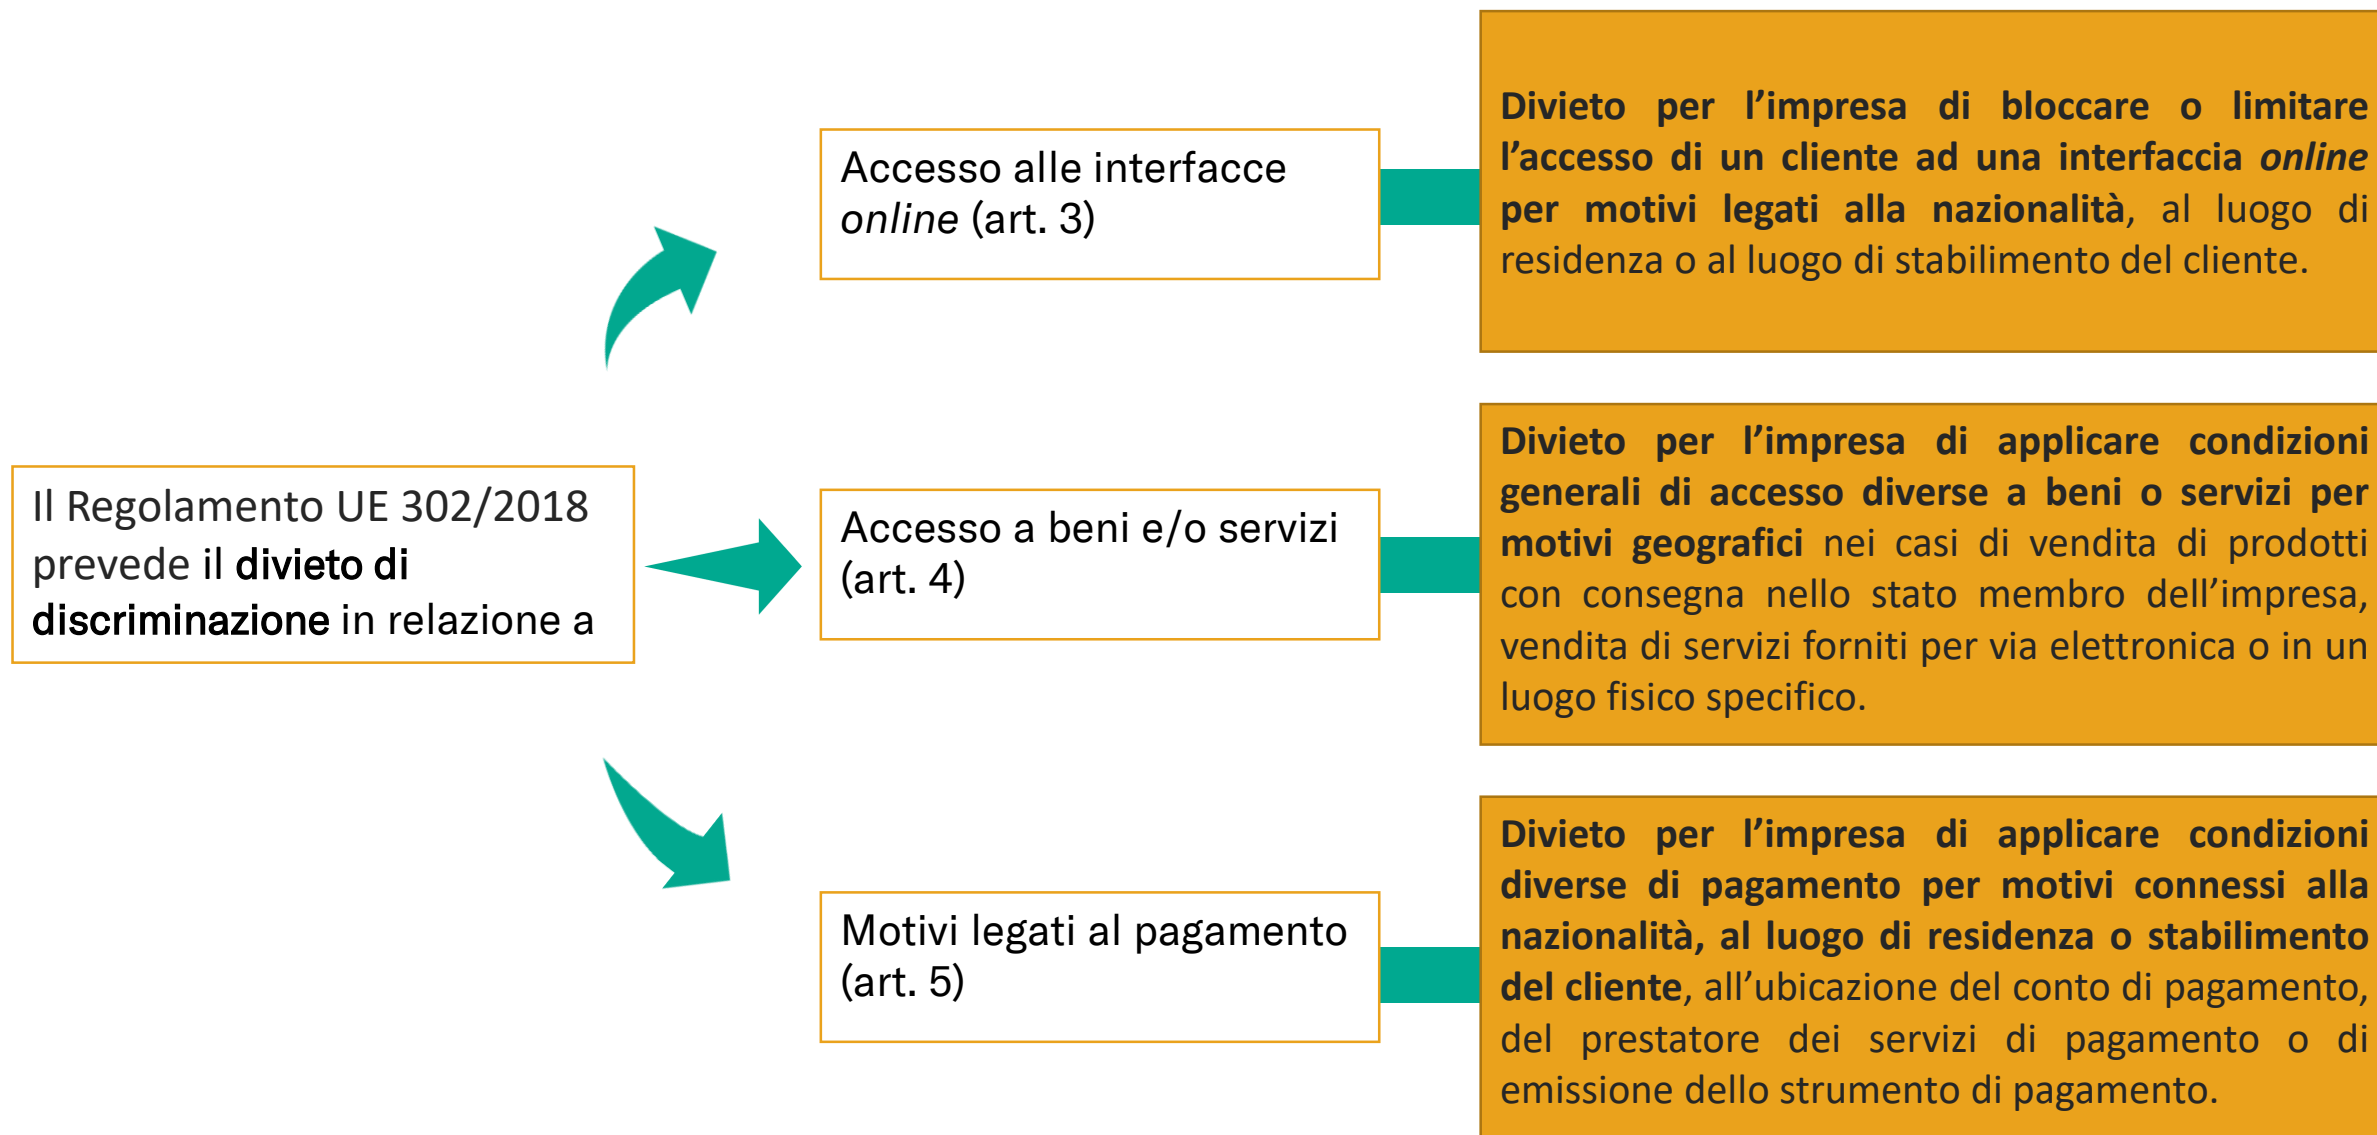 Il Regolamento UE 302/2018
prevede il divieto di
discriminazione in relazione a
Accesso alle interfacce
online (art. 3)
Divieto per l’impresa di bloccare o limitare
l’accesso di un cliente ad una interfaccia online
per motivi legati alla nazionalità, al luogo di
residenza o al luogo di stabilimento del cliente.
Accesso a beni e/o servizi
(art. 4)
Divieto per l’impresa di applicare condizioni
generali di accesso diverse a beni o servizi per
motivi geografici nei casi di vendita di prodotti
con consegna nello stato membro dell’impresa,
vendita di servizi forniti per via elettronica o in un
luogo fisico specifico.
Motivi legati al pagamento
(art. 5)
Divieto per l’impresa di applicare condizioni
diverse di pagamento per motivi connessi alla
nazionalità, al luogo di residenza o stabilimento
del cliente, all’ubicazione del conto di pagamento,
del prestatore dei servizi di pagamento o di
emissione dello strumento di pagamento.